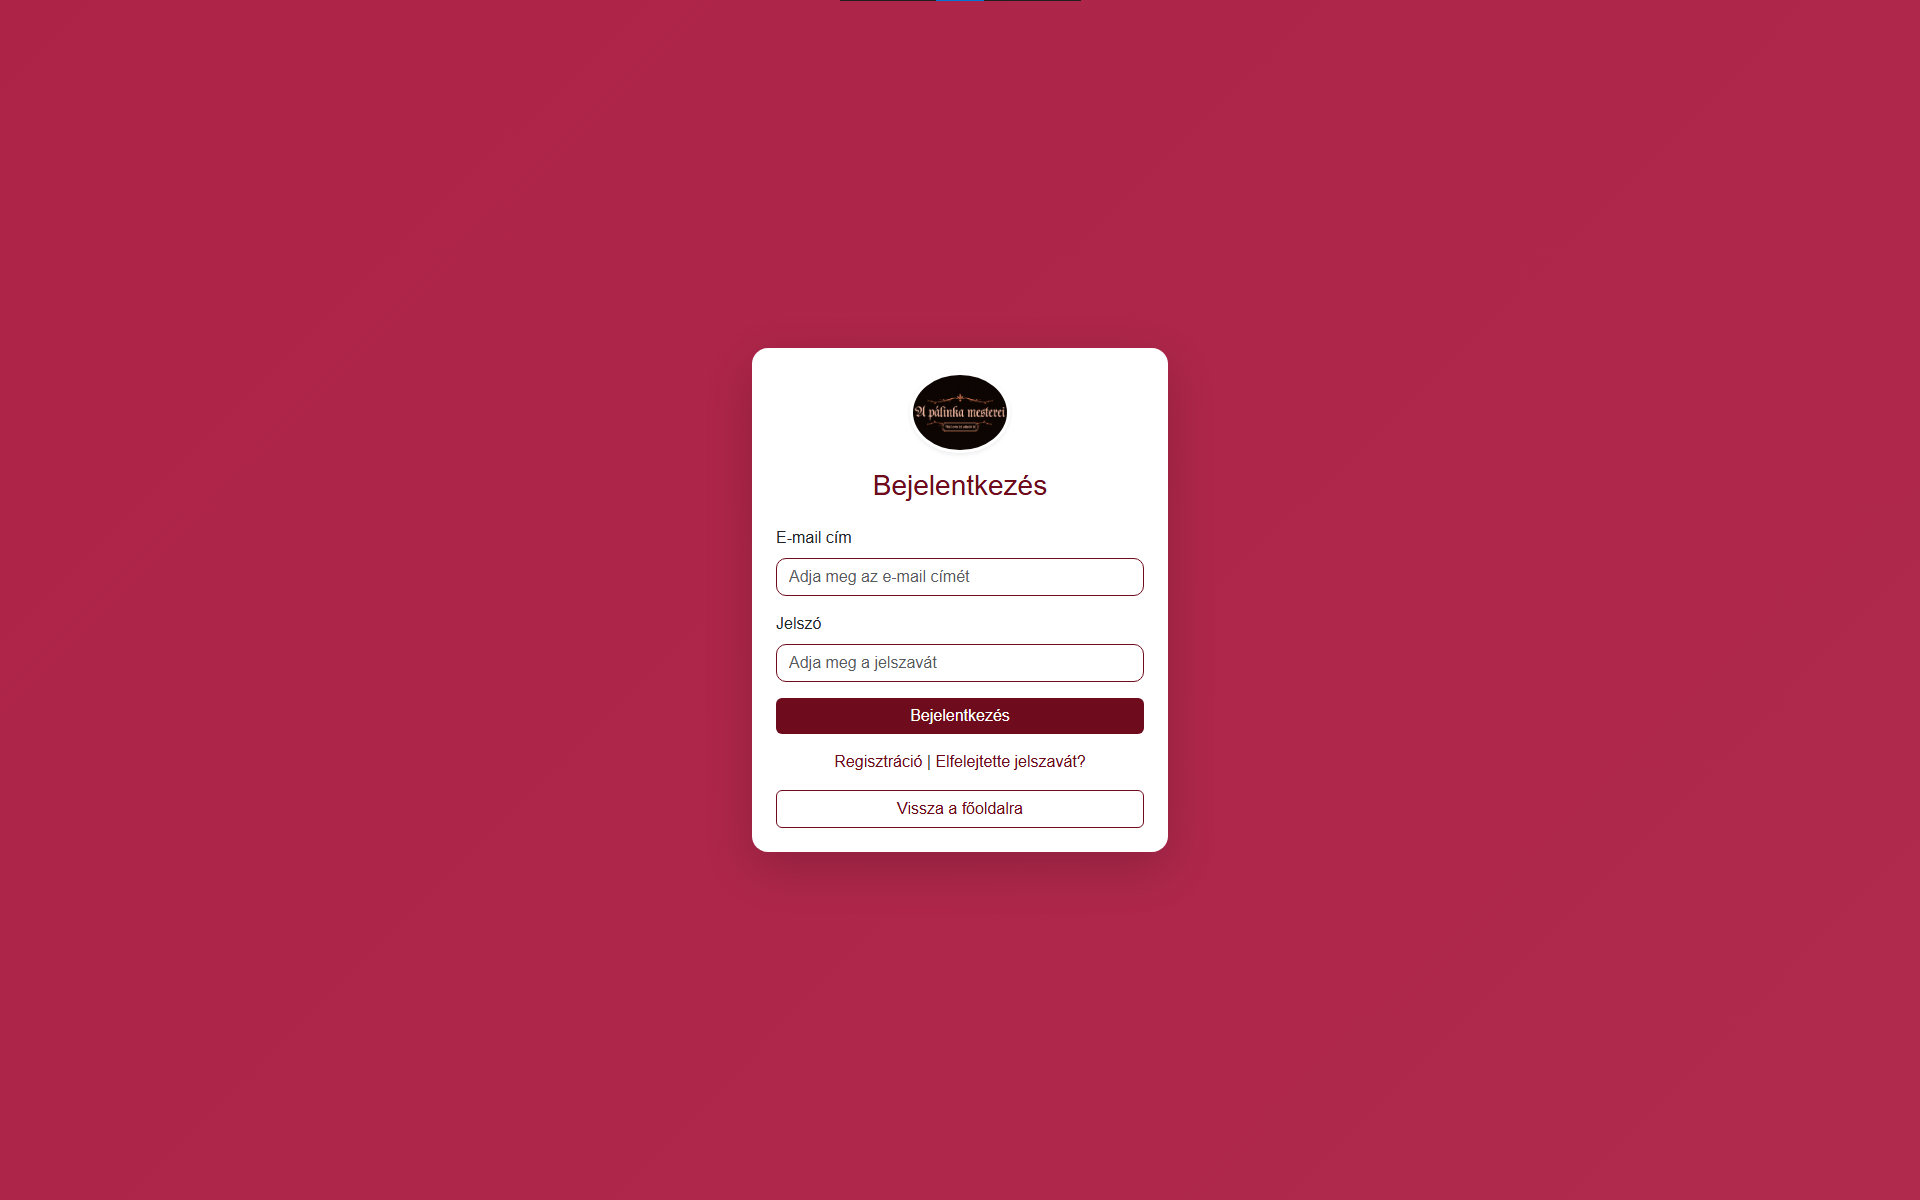 A pálinka mesterei
Bejelentkezés
E-mail cím
Adja meg az e-mail címét
Jelszó
Adja meg a jelszavát
Bejelentkezés
Regisztráció | Elfelejtette jelszavát?
Vissza a főoldalra